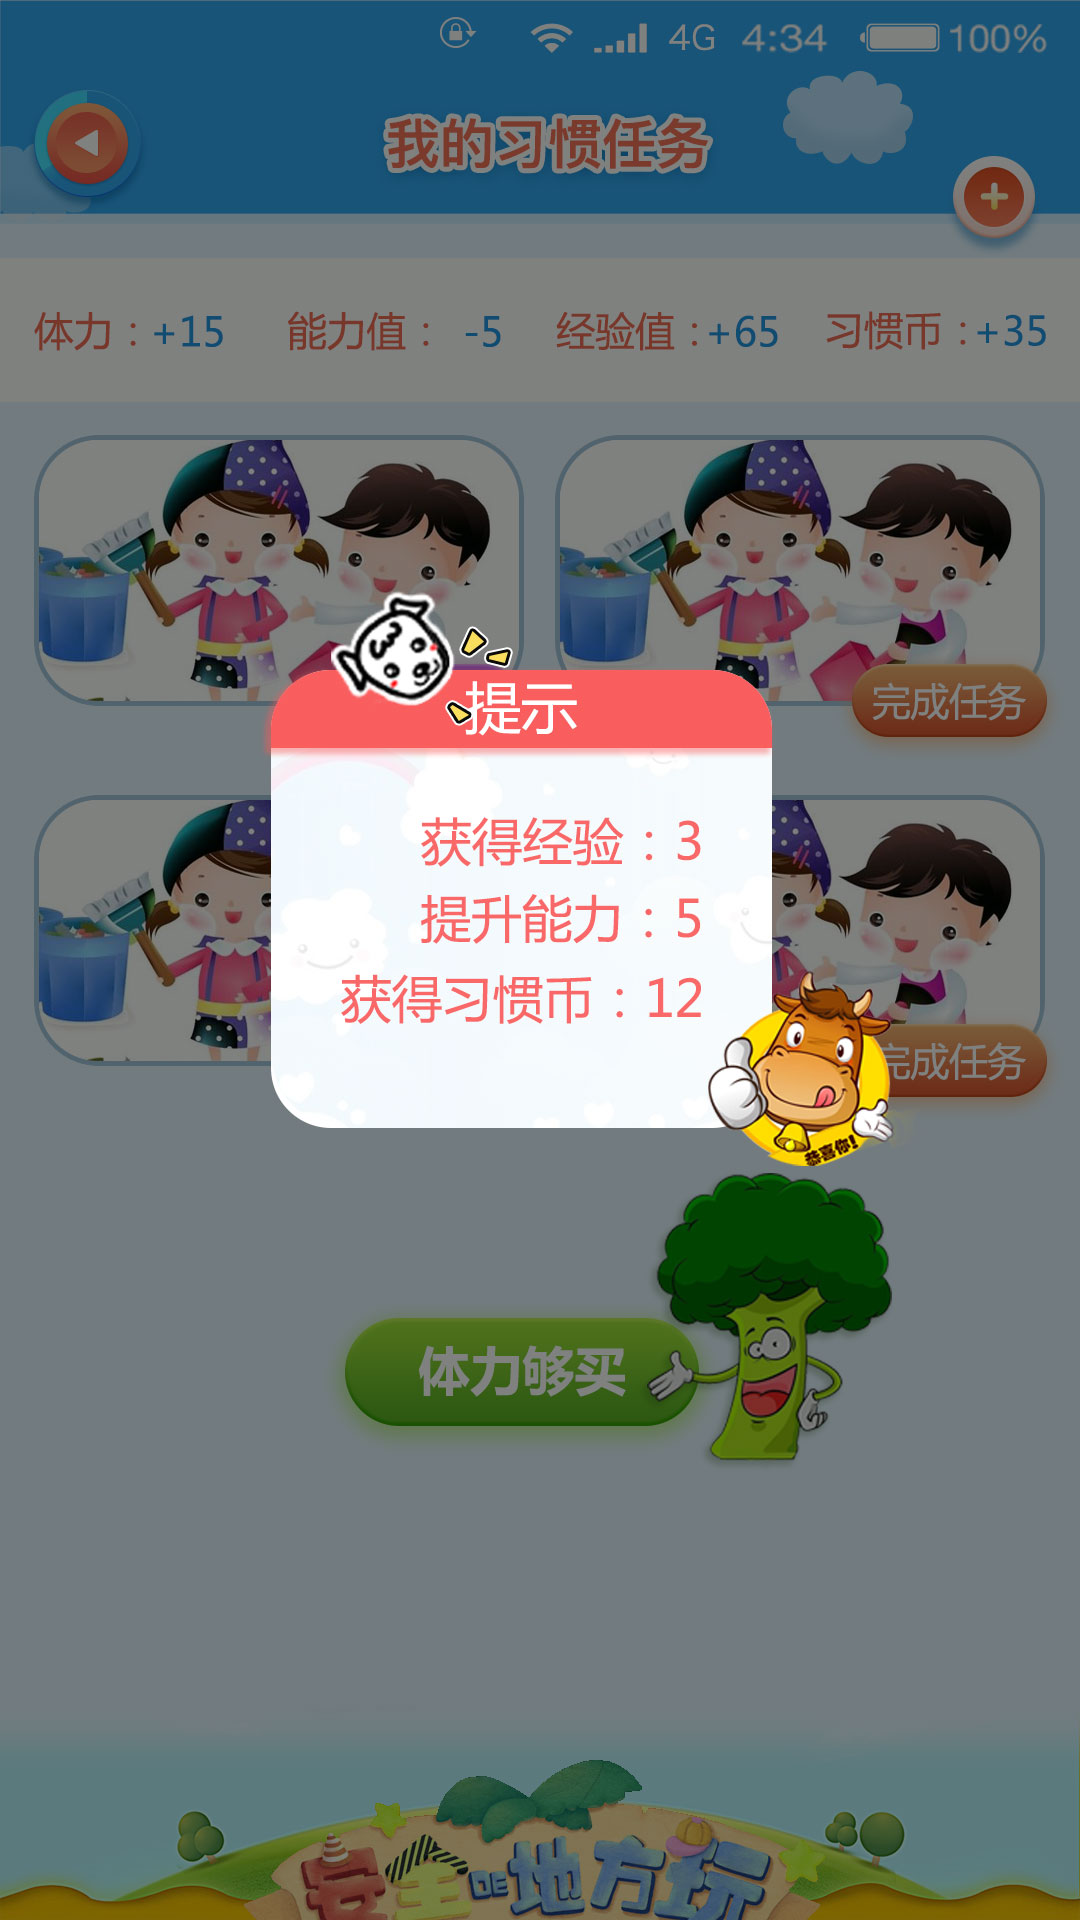 4G 4:34 100%
我的习惯任务
体力：+15 能力值： -5 经验值：+65 习惯币：+35
完成任务
提示
获得经验：3
提升能力：5
获得习惯币：12
完成任务
恭喜你!
体力够买
安全DE地方玩